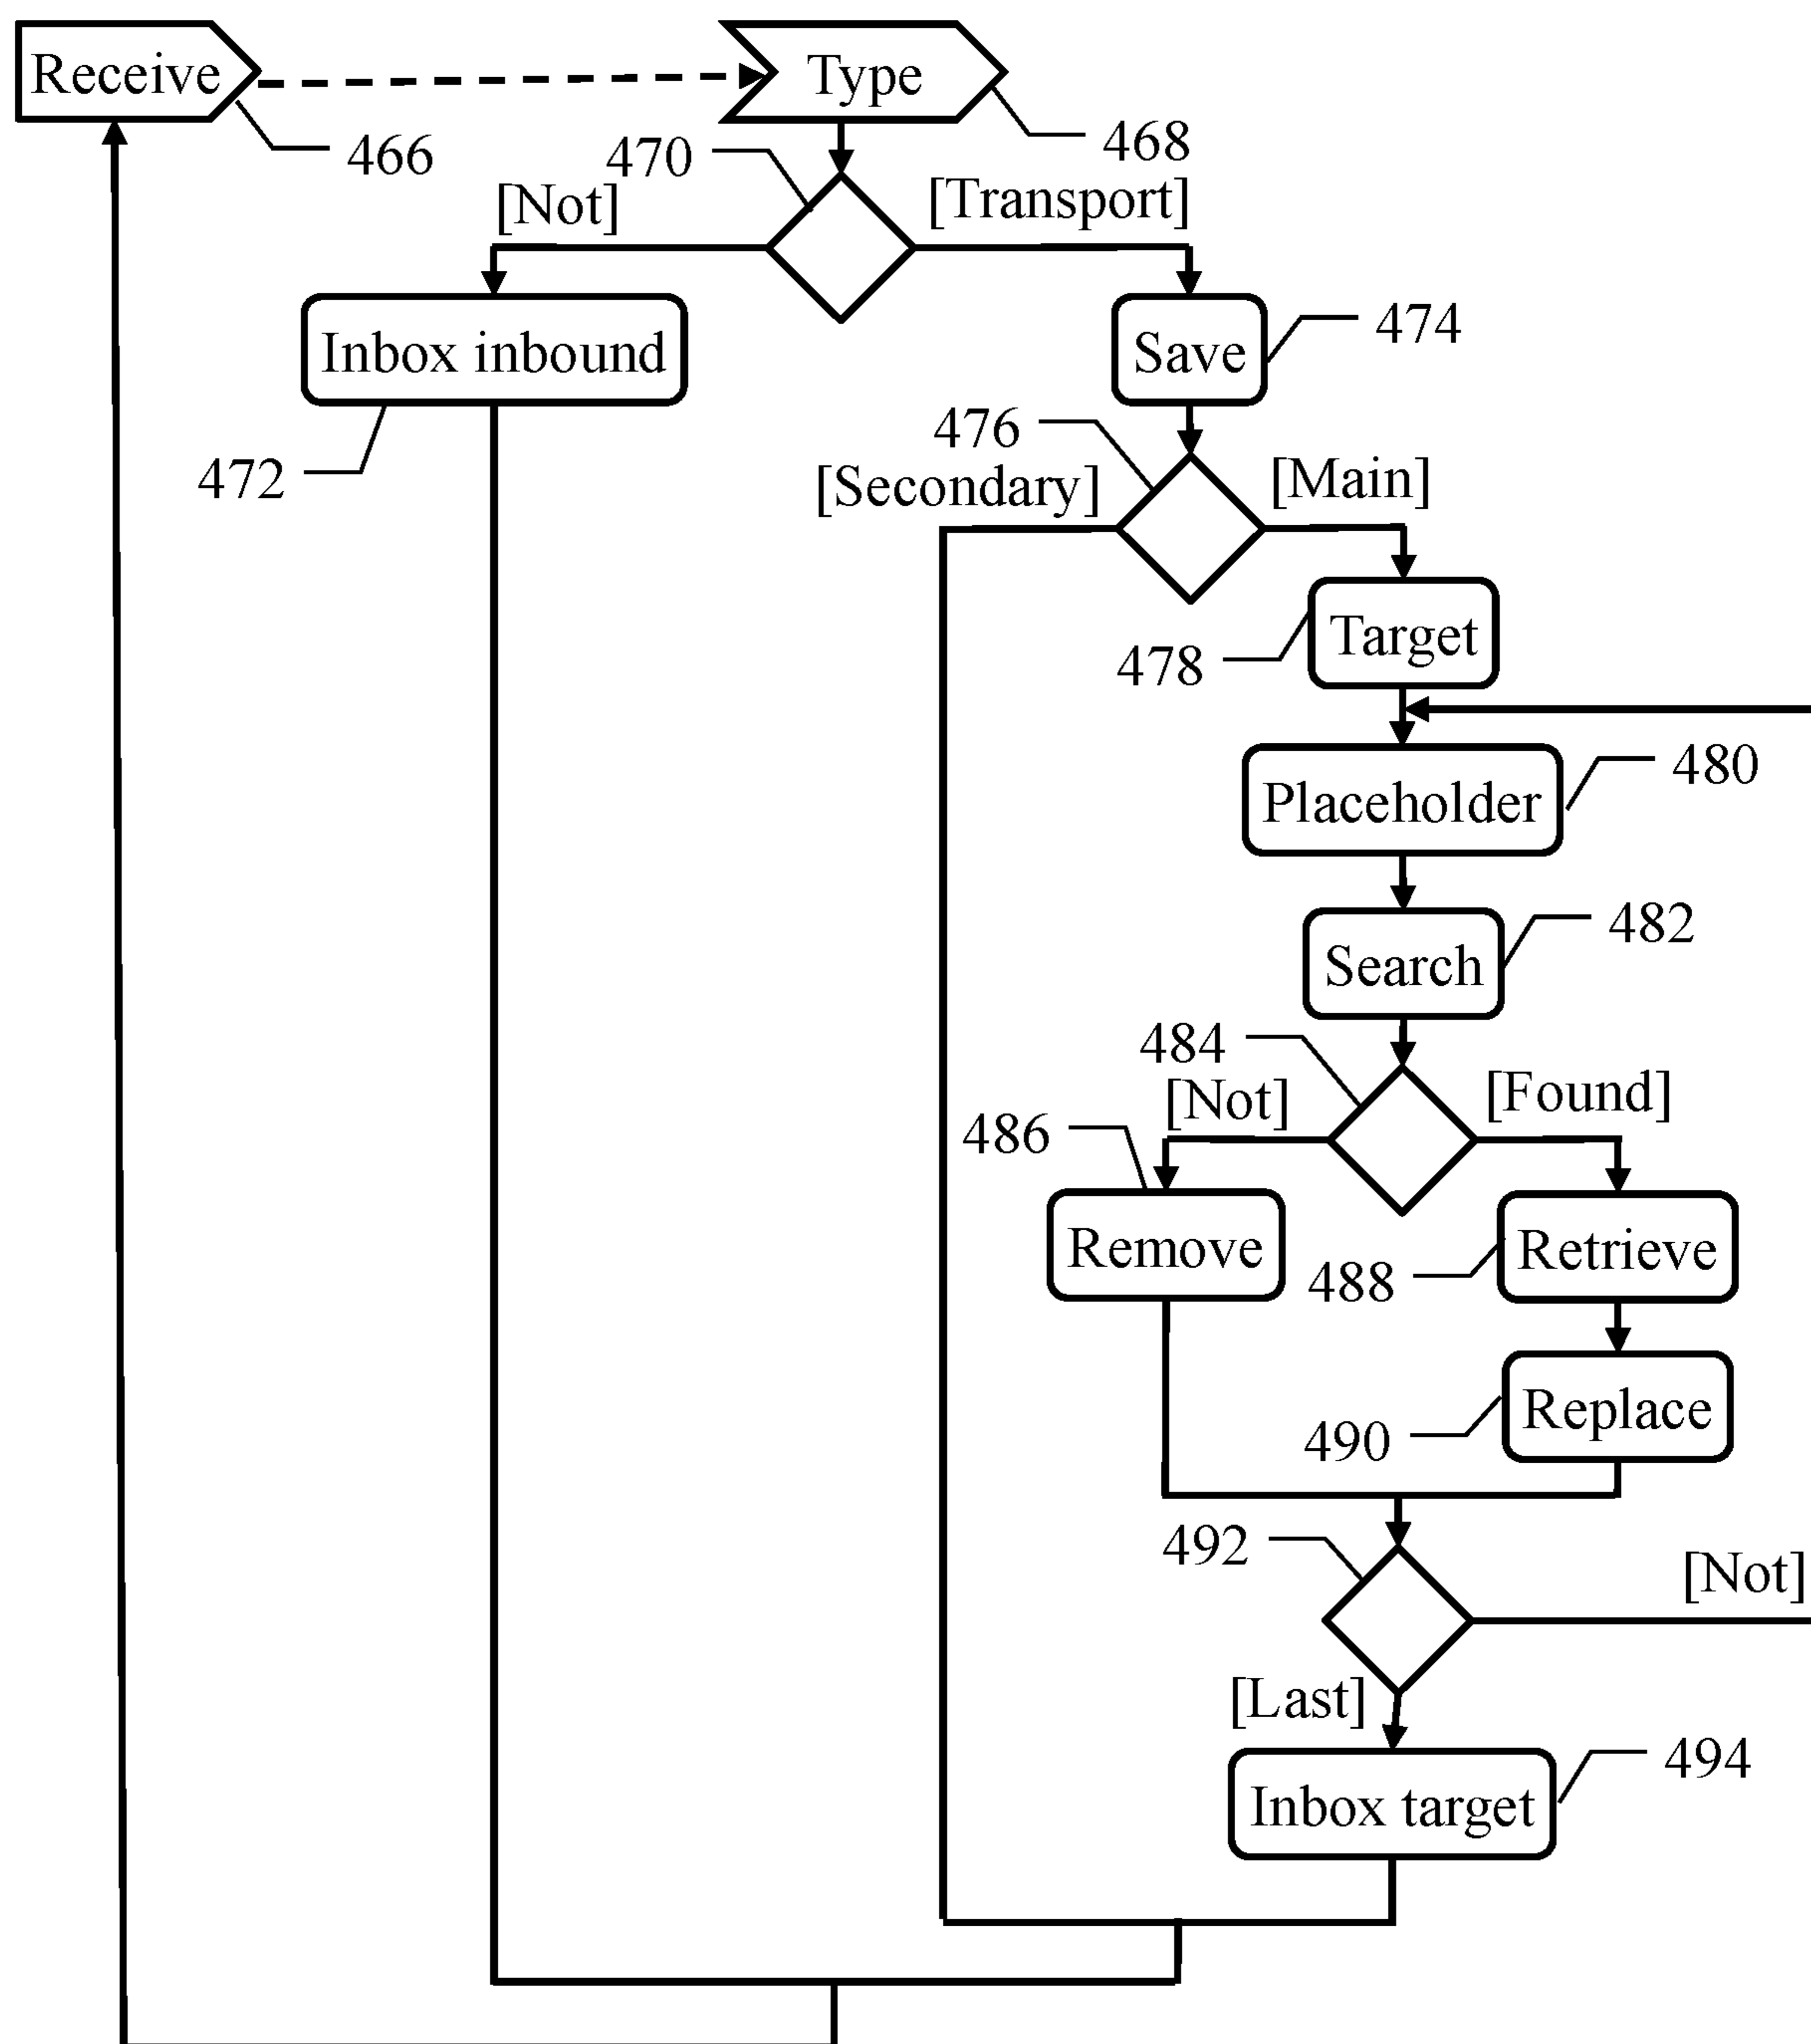 Receive
Type
466
470
468
[Not]
[Transport]
Inbox inbound
Save
474
472
476
[Secondary]
[Main]
Target
478
Placeholder
480
Search
482
484
[Not]
[Found]
486
Remove
Retrieve
488
Replace
490
492
[Not]
[Last]
Inbox target
494